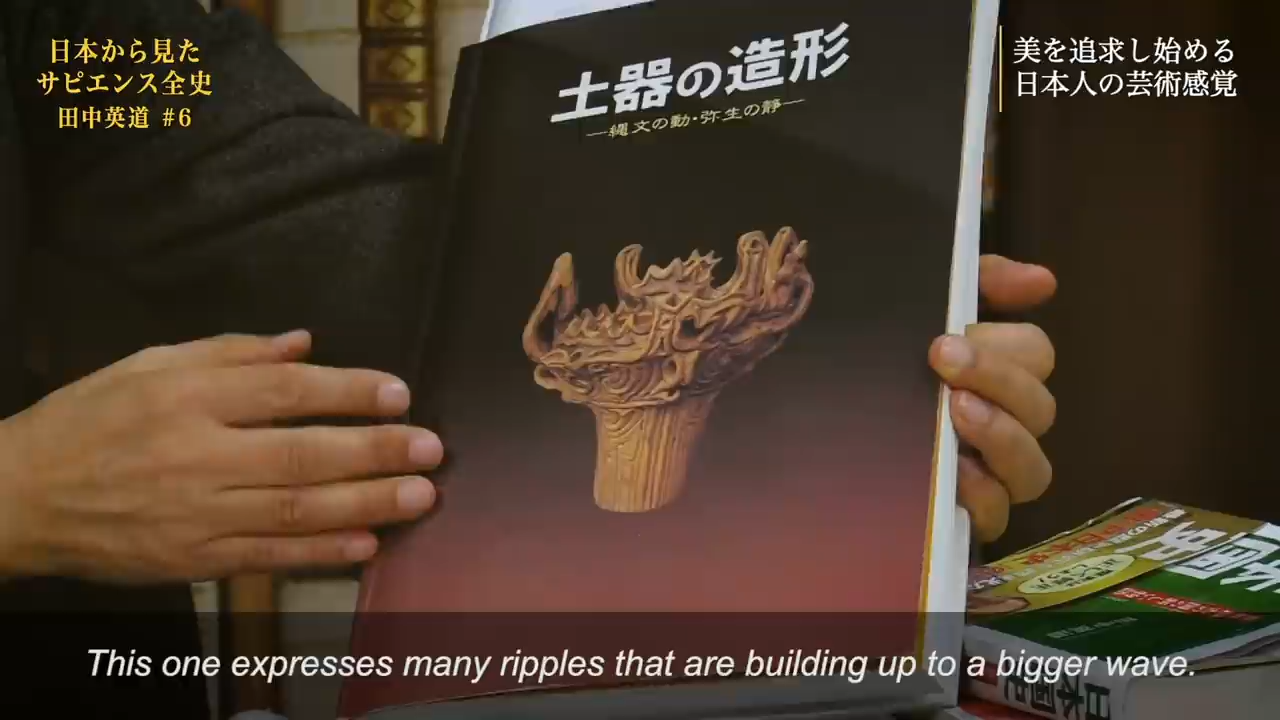 日本から見た
サピエンス全史
田中英道 #6
美を追求し始める
日本人の芸術感覚
土器の造形
―縄文の動・弥生の静―
This one expresses many ripples that are building up to a bigger wave.